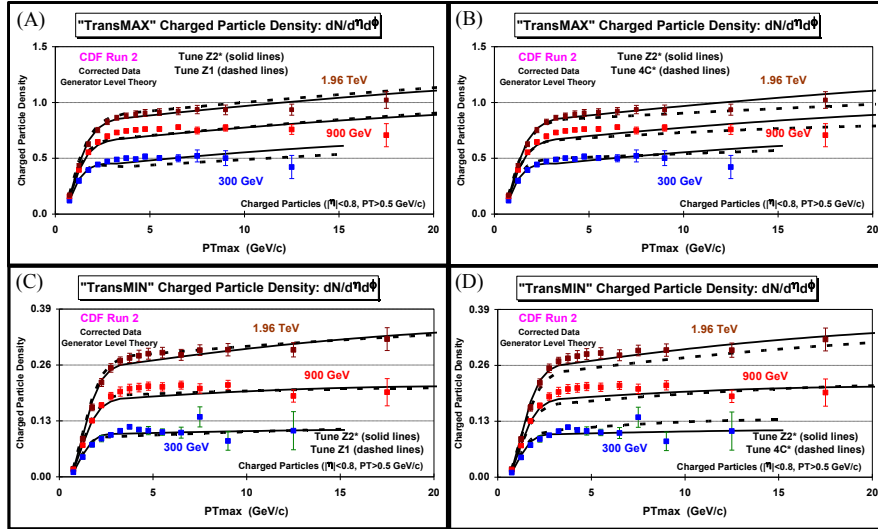 (A)
"TransMAX" Charged Particle Density: dN/dηdφ
Charged Particle Density
1.5
1.0
0.5
0.0
CDF Run 2
Corrected Data
Generator Level Theory
Tune Z2* (solid lines)
Tune Z1 (dashed lines)
1.96 TeV
900 GeV
300 GeV
Charged Particles (|η|<0.8, PT>0.5 GeV/c)
0 5 10 15 20
PTmax (GeV/c)
(B)
"TransMAX" Charged Particle Density: dN/dηdφ
Charged Particle Density
1.5
1.0
0.5
0.0
CDF Run 2
Corrected Data
Generator Level Theory
Tune Z2* (solid lines)
Tune 4C* (dashed lines)
1.96 TeV
900 GeV
300 GeV
Charged Particles (|η|<0.8, PT>0.5 GeV/c)
0 5 10 15 20
PTmax (GeV/c)
(C)
"TransMIN" Charged Particle Density: dN/dηdφ
Charged Particle Density
0.39
0.26
0.13
0.00
CDF Run 2
Corrected Data
Generator Level Theory
1.96 TeV
900 GeV
300 GeV
Tune Z2* (solid lines)
Tune Z1 (dashed lines)
Charged Particles (|η|<0.8, PT>0.5 GeV/c)
0 5 10 15 20
PTmax (GeV/c)
(D)
"TransMIN" Charged Particle Density: dN/dηdφ
Charged Particle Density
0.39
0.26
0.13
0.00
CDF Run 2
Corrected Data
Generator Level Theory
1.96 TeV
900 GeV
300 GeV
Tune Z2* (solid lines)
Tune 4C* (dashed lines)
Charged Particles (|η|<0.8, PT>0.5 GeV/c)
0 5 10 15 20
PTmax (GeV/c)